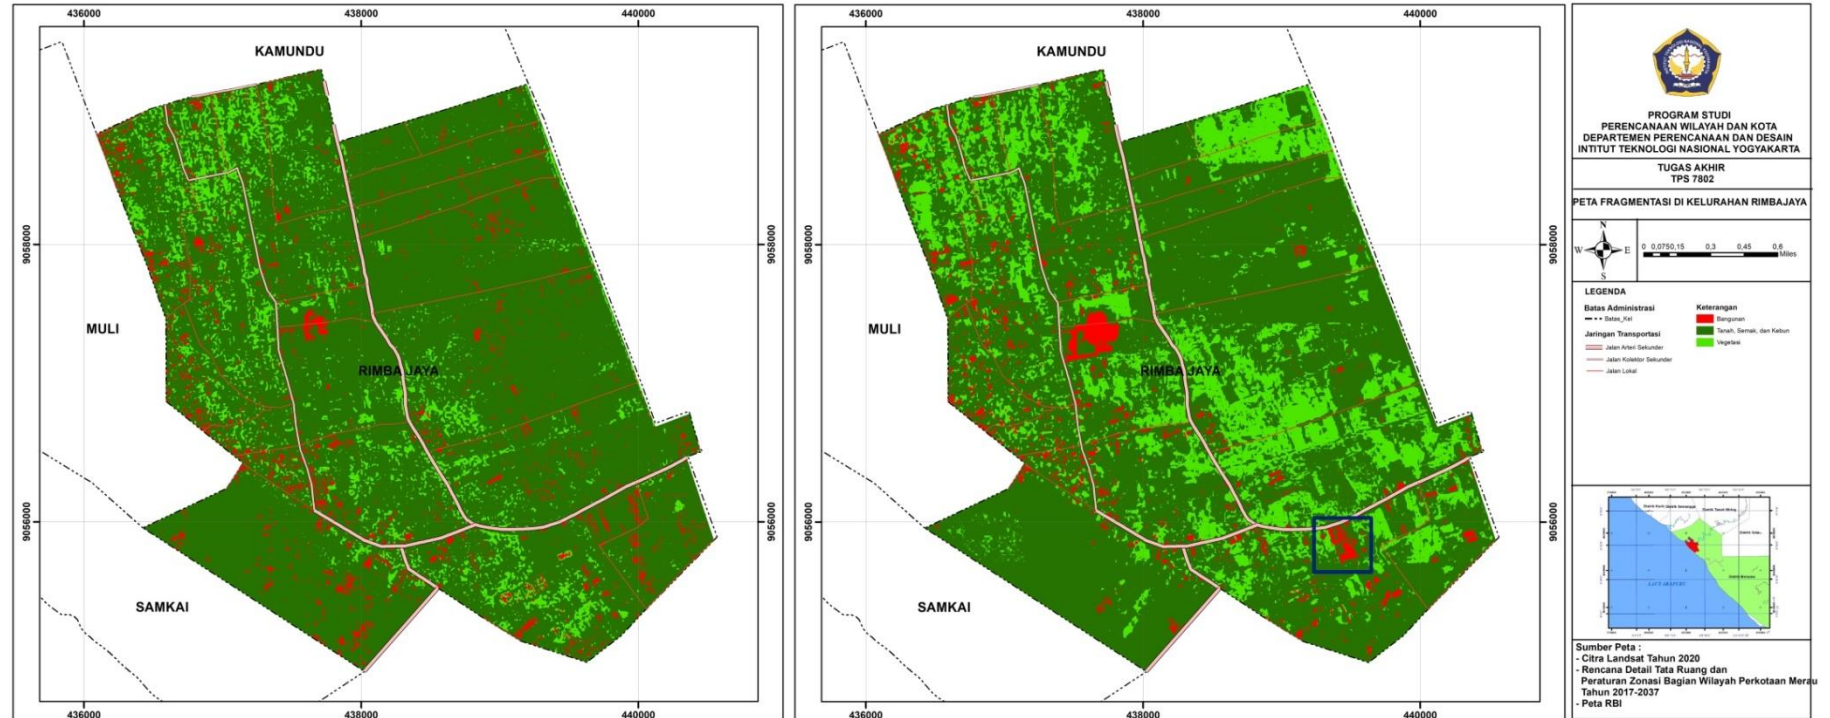 436000
438000
440000
KAMUNDU
9058000
9058000
MULI
RIMBA JAYA
9056000
9056000
SAMKAI
436000
438000
440000
436000
438000
440000
KAMUNDU
9058000
9058000
MULI
RIMBA JAYA
9056000
9056000
SAMKAI
436000
438000
440000
PROGRAM STUDI
PERENCANAAN WILAYAH DAN KOTA
DEPARTEMEN PERENCANAAN DAN DESAIN
INTITUT TEKNOLOGI NASIONAL YOGYAKARTA
TUGAS AKHIR
TPS 7802
PETA FRAGMENTASI DI KELURAHAN RIMBAJAYA
N
W
E
S
0 0,0750,15 0,3 0,45 0,6
Miles
LEGENDA
Batas Administrasi
Batas_Kel
Jaringan Transportasi
Jalan Arteri Sekunder
Jalan Kolektor Sekunder
Jalan Lokal
Keterangan
Bangunan
Tanah, Semak, dan Kebun
Vegetasi
Sumber Peta :
- Citra Landsat Tahun 2020
- Rencana Detail Tata Ruang dan
Peraturan Zonasi Bagian Wilayah Perkotaan Merau
Tahun 2017-2037
- Peta RBI